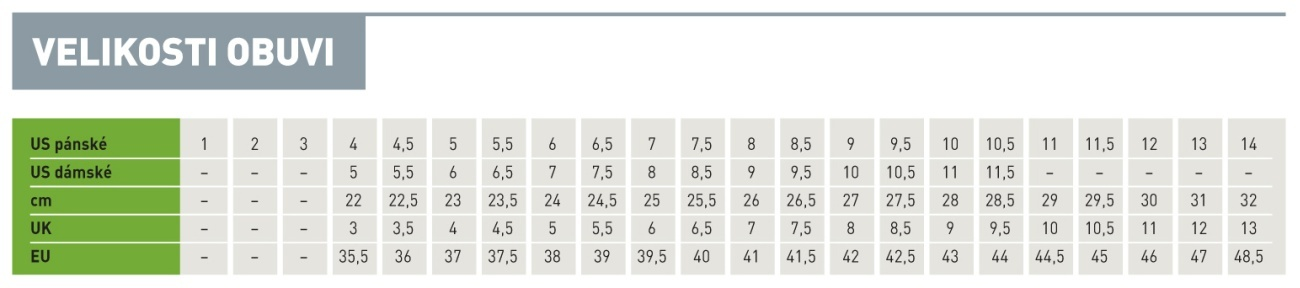 VELIKOSTI OBUVI
US pánské 1 2 3 4 4,5 5 5,5 6 6,5 7 7,5 8 8,5 9 9,5 10 10,5 11 11,5 12 13 14
US dámské – – – 5 5,5 6 6,5 7 7,5 8 8,5 9 9,5 10 10,5 11 11,5 – – – – –
cm – – – 22 22,5 23 23,5 24 24,5 25 25,5 26 26,5 27 27,5 28 28,5 29 29,5 30 31 32
UK – – – 3 3,5 4 4,5 5 5,5 6 6,5 7 7,5 8 8,5 9 9,5 10 10,5 11 12 13
EU – – – 35,5 36 37 37,5 38 39 39,5 40 41 41,5 42 42,5 43 44 44,5 45 46 47 48,5